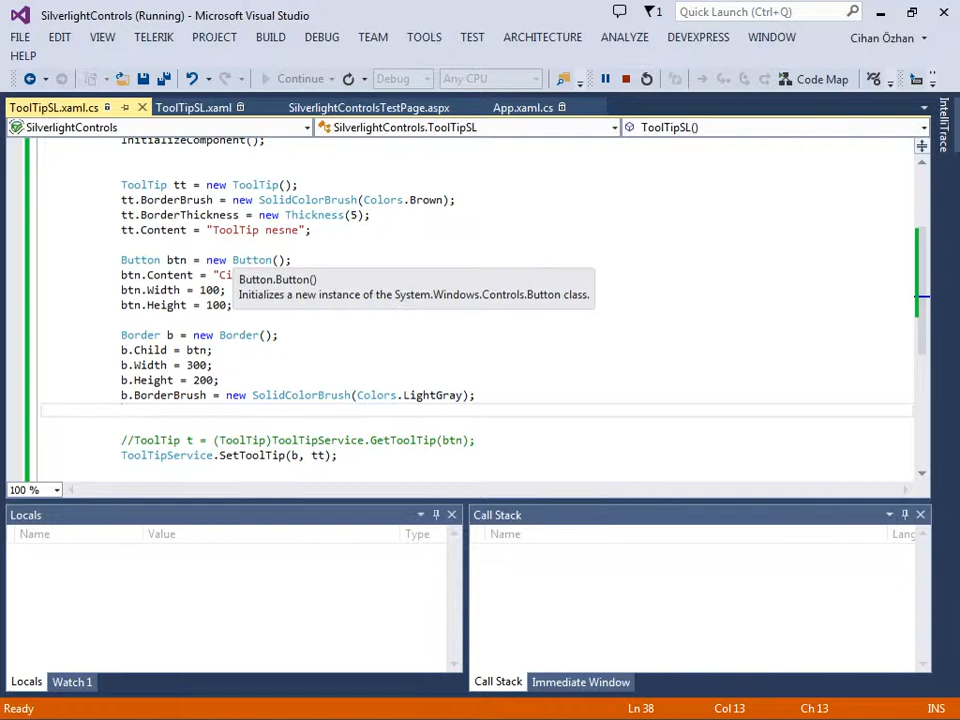 SilverlightControls (Running) - Microsoft Visual Studio
1
Quick Launch (Ctrl+Q)
FILE EDIT VIEW TELERIK PROJECT BUILD DEBUG TEAM TOOLS TEST ARCHITECTURE ANALYZE DEVEXPRESS WINDOW
Cihan Özhan
HELP
Continue Debug Any CPU Code Map
ToolTipSL.xaml.cs ToolTipSL.xaml SilverlightControlsTestPage.aspx App.xaml.cs
IntelliTrace
SilverlightControls SilverlightControls.ToolTipSL ToolTipSL()
InitializeComponent();
ToolTip tt = new ToolTip();
tt.BorderBrush = new SolidColorBrush(Colors.Brown);
tt.BorderThickness = new Thickness(5);
tt.Content = "ToolTip nesne";
Button btn = new Button();
btn.Content = "Ci
Button.Button()
btn.Width = 100;
Initializes a new instance of the System.Windows.Controls.Button class.
btn.Height = 100;
Border b = new Border();
b.Child = btn;
b.Width = 300;
b.Height = 200;
b.BorderBrush = new SolidColorBrush(Colors.LightGray);
//ToolTip t = (ToolTip)ToolTipService.GetToolTip(btn);
ToolTipService.SetToolTip(b, tt);
100 %
Locals
Name Value Type
Call Stack
Name Lang
Locals Watch 1
Call Stack Immediate Window
Ready Ln 38 Col 13 Ch 13 INS